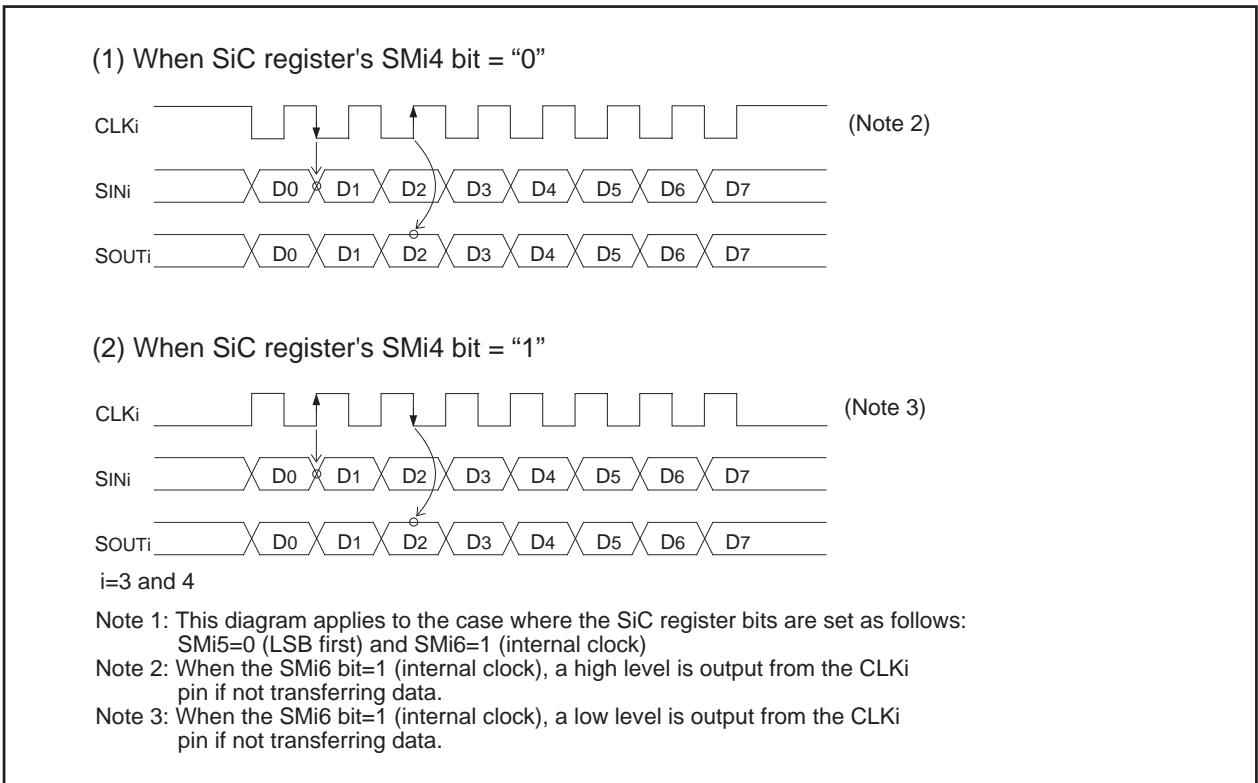 (1) When SiC register's SMi4 bit = “0”
CLKi
(Note 2)
SINi
D0 D1 D2 D3 D4 D5 D6 D7
SOUTi
D0 D1 D2 D3 D4 D5 D6 D7
(2) When SiC register's SMi4 bit = “1”
CLKi
(Note 3)
SINi
D0 D1 D2 D3 D4 D5 D6 D7
SOUTi
D0 D1 D2 D3 D4 D5 D6 D7
i=3 and 4
Note 1: This diagram applies to the case where the SiC register bits are set as follows:
SMi5=0 (LSB first) and SMi6=1 (internal clock)
Note 2: When the SMi6 bit=1 (internal clock), a high level is output from the CLKi
pin if not transferring data.
Note 3: When the SMi6 bit=1 (internal clock), a low level is output from the CLKi
pin if not transferring data.